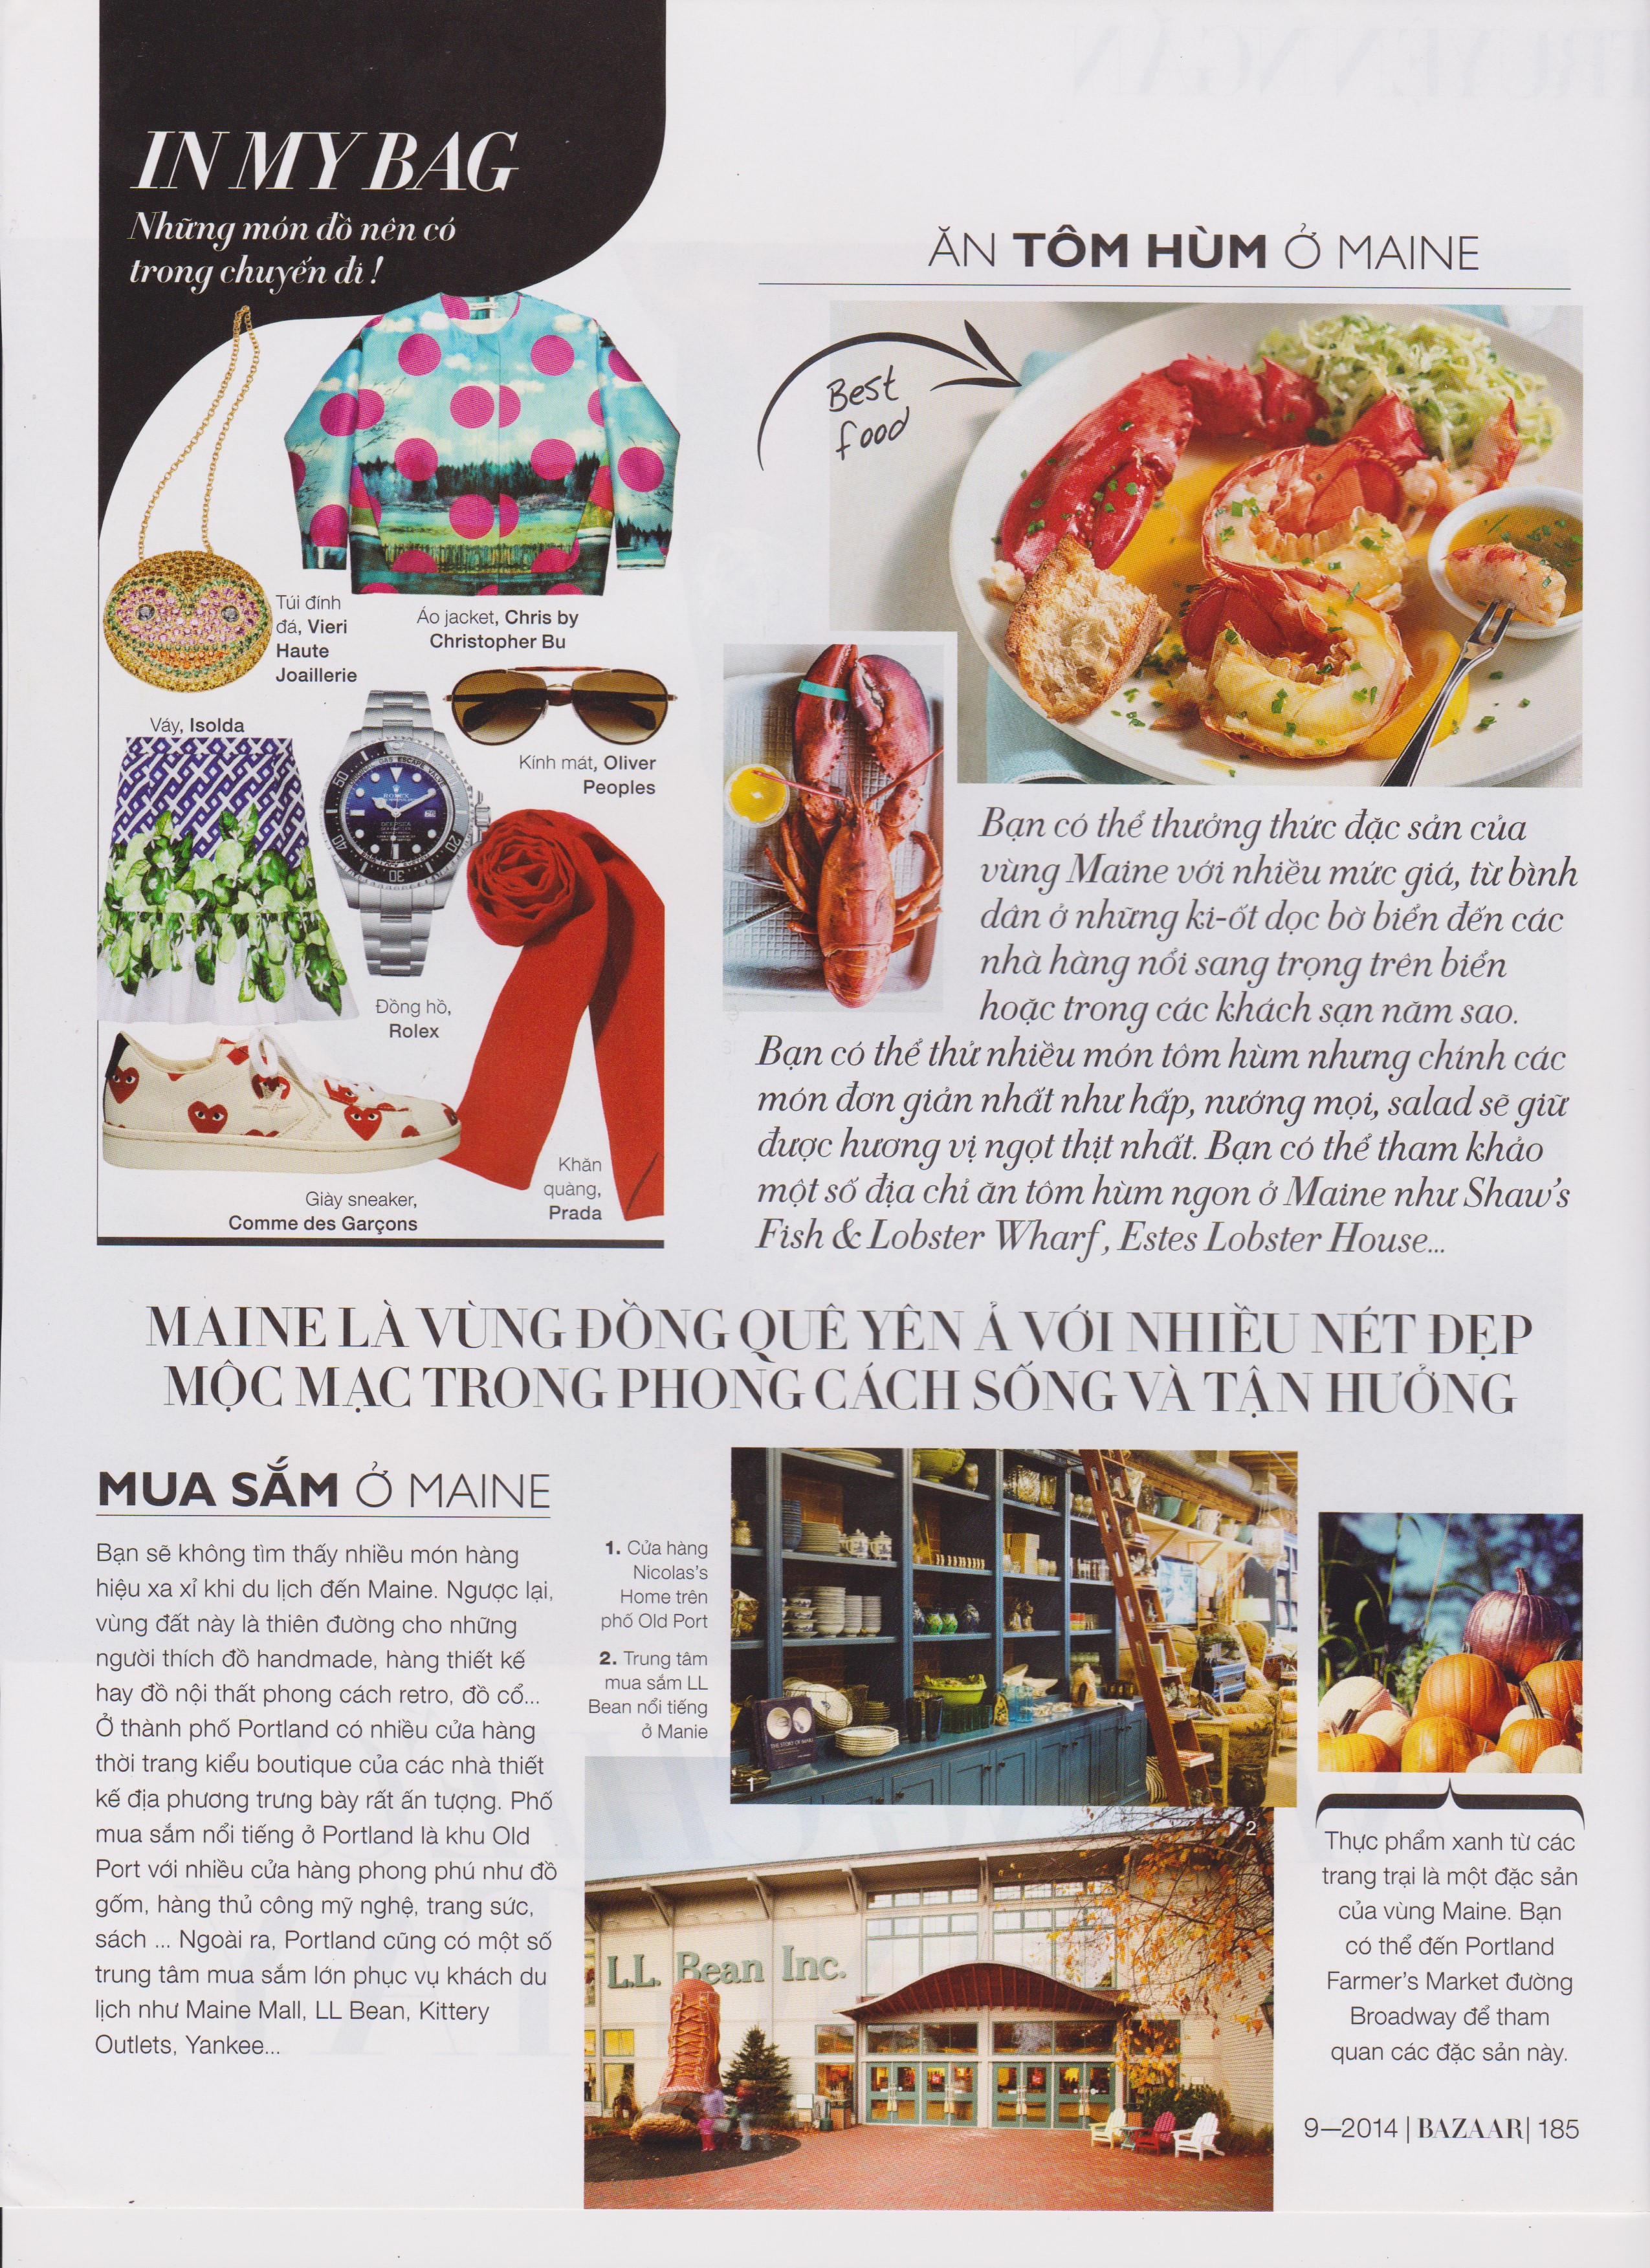 IN MY BAG
Những món đồ nên có
trong chuyến đi !
Túi đính
đá, Vieri
Haute
Joaillerie
Áo jacket, Chris by
Christopher Bu
Váy, Isolda
Kính mát, Oliver
Peoples
Đồng hồ,
Rolex
Khăn
quàng,
Prada
Giày sneaker,
Comme des Garçons
ĂN TÔM HÙM Ở MAINE
Best
food
Bạn có thể thưởng thức đặc sản của
vùng Maine với nhiều mức giá, từ bình
dân ở những ki-ốt dọc bờ biển đến các
nhà hàng nổi sang trọng trên biển
hoặc trong các khách sạn năm sao.
Bạn có thể thử nhiều món tôm hùm nhưng chính các
món đơn giản nhất như hấp, nướng mọi, salad sẽ giữ
được hương vị ngọt thịt nhất. Bạn có thể tham khảo
một số địa chỉ ăn tôm hùm ngon ở Maine như Shaw's
Fish & Lobster Wharf, Estes Lobster House...
MAINE LÀ VÙNG ĐỒNG QUÊ YÊN Ả VỚI NHIỀU NÉT ĐẸP
MỘC MẠC TRONG PHONG CÁCH SỐNG VÀ TẬN HƯỞNG
MUA SẮM Ở MAINE
Bạn sẽ không tìm thấy nhiều món hàng
hiệu xa xỉ khi du lịch đến Maine. Ngược lại,
vùng đất này là thiên đường cho những
người thích đồ handmade, hàng thiết kế
hay đồ nội thất phong cách retro, đồ cổ...
Ở thành phố Portland có nhiều cửa hàng
thời trang kiểu boutique của các nhà thiết
kế địa phương trưng bày rất ấn tượng. Phố
mua sắm nổi tiếng ở Portland là khu Old
Port với nhiều cửa hàng phong phú như đồ
gốm, hàng thủ công mỹ nghệ, trang sức,
sách ... Ngoài ra, Portland cũng có một số
trung tâm mua sắm lớn phục vụ khách du
lịch như Maine Mall, LL Bean, Kittery
Outlets, Yankee...
1. Cửa hàng
Nicolas's
Home trên
phố Old Port
2. Trung tâm
mua sắm LL
Bean nổi tiếng
ở Manie
1
2
L.L. Bean Inc.
Thực phẩm xanh từ các
trang trại là một đặc sản
của vùng Maine. Bạn
có thể đến Portland
Farmer's Market đường
Broadway để tham
quan các đặc sản này.
9—2014 | BAZAAR | 185